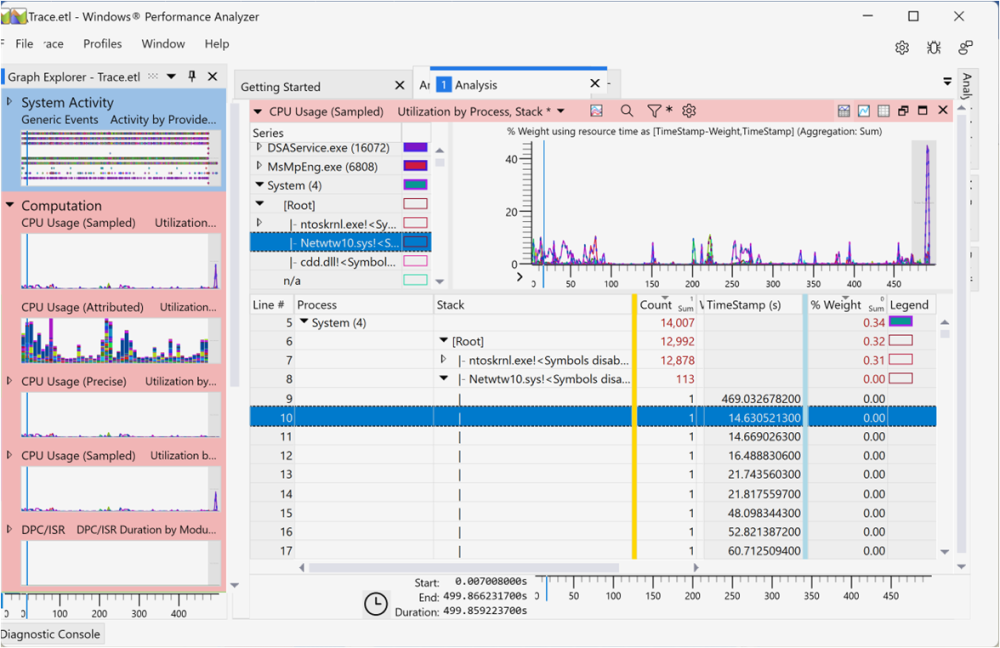 Trace.etl - Windows® Performance Analyzer
File race Profiles Window Help
Graph Explorer - Trace.etl
System Activity
Generic Events Activity by Provide...
Computation
CPU Usage (Sampled) Utilization...
CPU Usage (Attributed) Utilization...
CPU Usage (Precise) Utilization by...
CPU Usage (Sampled) Utilization b...
DPC/ISR DPC/ISR Duration by Modu...
0 100 200 300 400
Diagnostic Console
Getting Started
Ar 1 Analysis
Analy
CPU Usage (Sampled) Utilization by Process, Stack *
Series
DSAService.exe (16072)
MsMpEng.exe (6808)
System (4)
[Root]
|- ntoskrnl.exe!<Sy...
|- Netwtw10.sys!<S...
|- cdd.dll!<Symbol...
n/a
% Weight using resource time as [TimeStamp-Weight,TimeStamp] (Aggregation: Sum)
40
20
0
0 50 100 150 200 250 300 350 400 450
Line # Process Stack Count 1 Sum TimeStamp (s) % Weight 0 Sum Legend
5 System (4) 14,007 0.34
6 [Root] 12,992 0.32
7 |- ntoskrnl.exe!<Symbols disab... 12,878 0.31
8 |- Netwtw10.sys!<Symbols disa... 113 0.00
9 | 1 469.032678200 0.00
10 | 1 14.630521300 0.00
11 | 1 14.669026300 0.00
12 | 1 16.488830600 0.00
13 | 1 21.743560300 0.00
14 | 1 21.817559700 0.00
15 | 1 48.098344300 0.00
16 | 1 52.821387200 0.00
17 | 1 60.712509400 0.00
Start: 0.007008000s
End: 499.866231700s
Duration: 499.859223700s
0 50 100 150 200 250 300 350 400 450